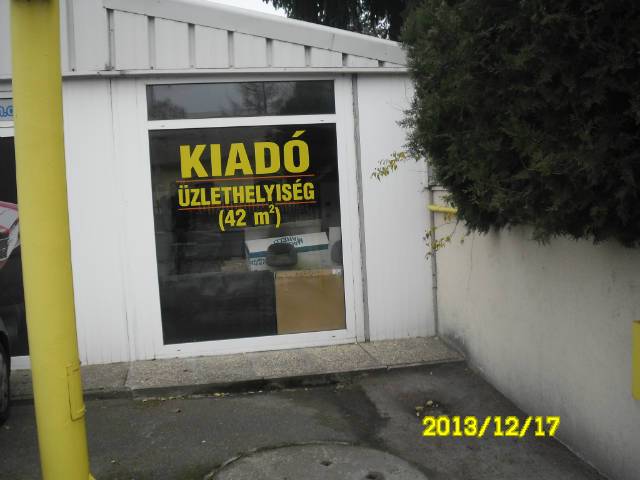 KIADÓ
ÜZLETHELYISÉG
(42 m²)
2013/12/17